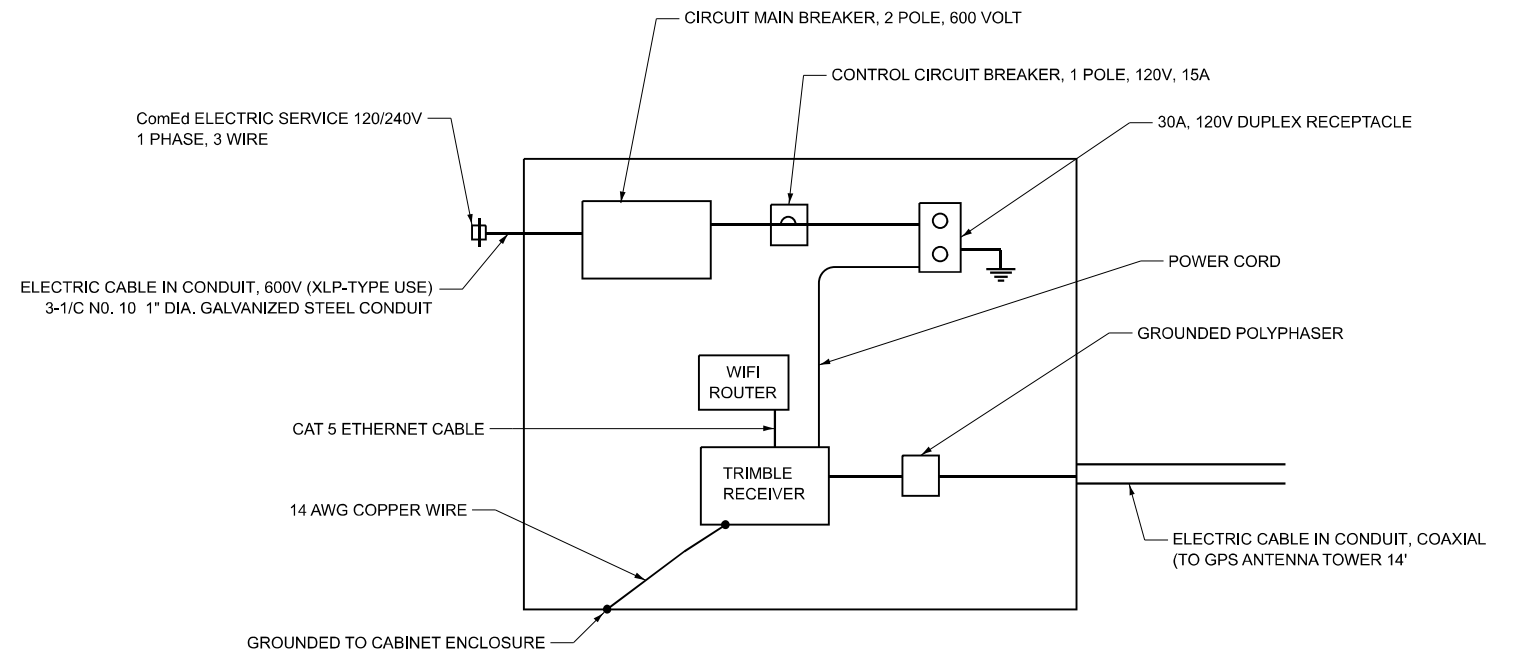 CIRCUIT MAIN BREAKER, 2 POLE, 600 VOLT
CONTROL CIRCUIT BREAKER, 1 POLE, 120V, 15A
ComEd ELECTRIC SERVICE 120/240V
1 PHASE, 3 WIRE
30A, 120V DUPLEX RECEPTACLE
ELECTRIC CABLE IN CONDUIT, 600V (XLP-TYPE USE)
3-1/C N0. 10 1" DIA. GALVANIZED STEEL CONDUIT
POWER CORD
GROUNDED POLYPHASER
WIFI
ROUTER
CAT 5 ETHERNET CABLE
TRIMBLE
RECEIVER
14 AWG COPPER WIRE
ELECTRIC CABLE IN CONDUIT, COAXIAL
(TO GPS ANTENNA TOWER 14'
GROUNDED TO CABINET ENCLOSURE